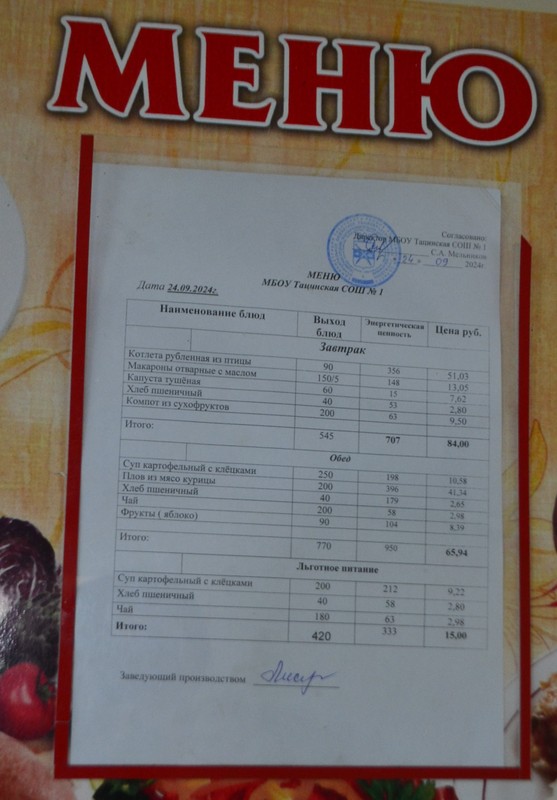 МЕНЮ
Согласовано:
Директор МБОУ Тацинская СОШ № 1
С.А. Мельников
«24» 09 2024г
МЕНЮ
Дата 24.09.2024г. МБОУ Тацинская СОШ № 1
Наименование блюд Выход блюд Энергетическая ценность Цена руб.
Завтрак
Котлета рубленная из птицы 90 356 51,03
Макароны отварные с маслом 150/5 148 13,05
Капуста тушёная 60 15 7,62
Хлеб пшеничный 40 53 2,80
Компот из сухофруктов 200 63 9,50
Итого: 545 707 84,00
Обед
Суп картофельный с клёцками 250 198 10,58
Плов из мясо курицы 200 396 41,34
Хлеб пшеничный 40 179 2,65
Чай 200 58 2,98
Фрукты ( яблоко) 90 104 8,39
Итого: 770 950 65,94
Льготное питание
Суп картофельный с клёцками 200 212 9,22
Хлеб пшеничный 40 58 2,80
Чай 180 63 2,98
Итого: 420 333 15,00
Заведующий производством